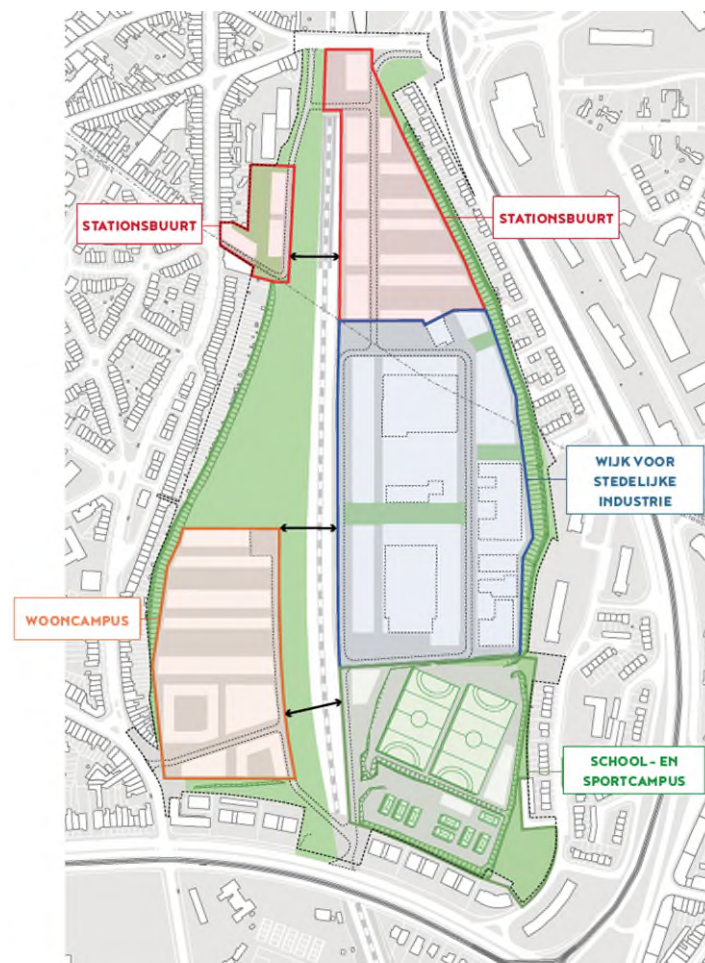 STATIONSBUURT
STATIONSBUURT
WIJK VOOR
STEDELIJKE
INDUSTRIE
WOONCAMPUS
SCHOOL- EN
SPORTCAMPUS